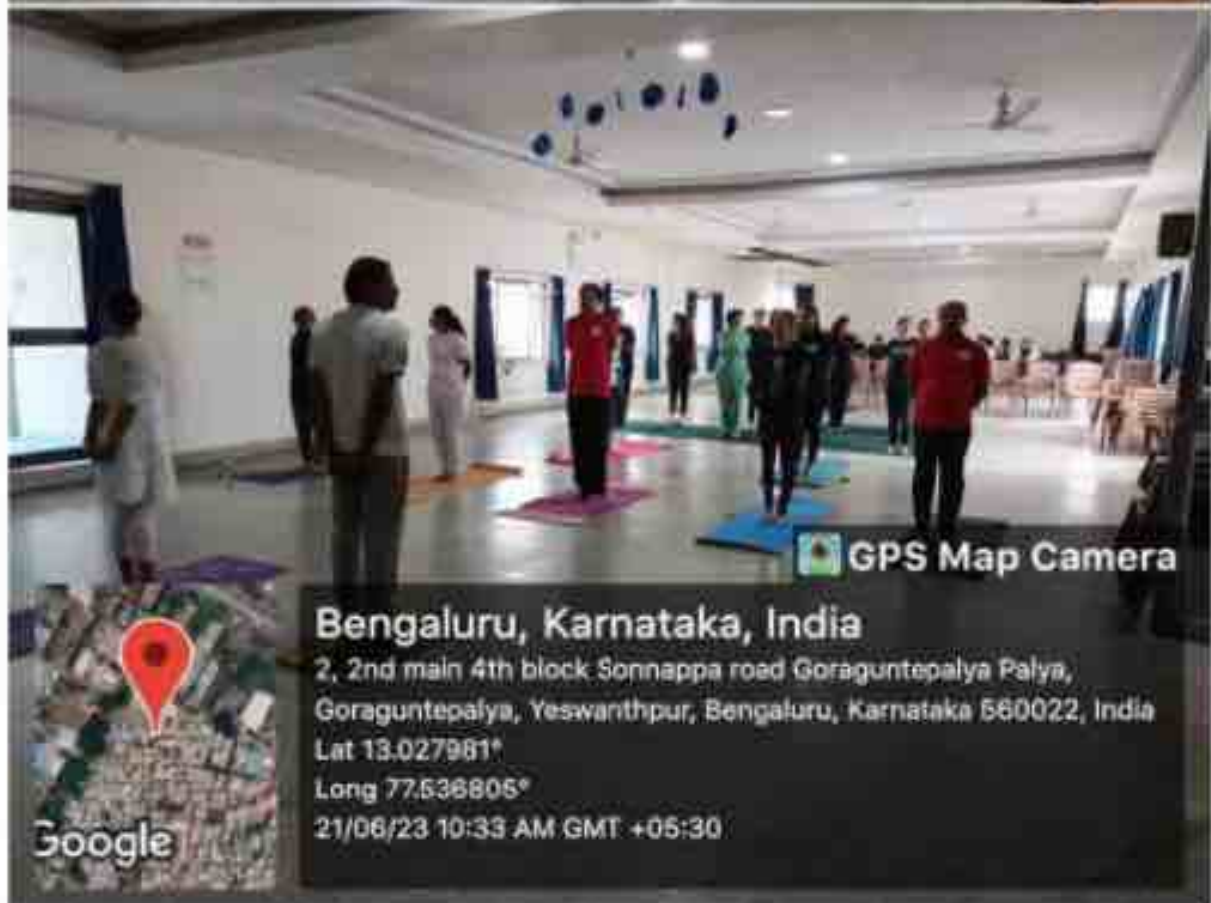 GPS Map Camera
Bengaluru, Karnataka, India
2, 2nd main 4th block Sonnappa road Goraguntepalya Palya,
Goraguntepalya, Yeswanthpur, Bengaluru, Karnataka 560022, India
Lat 13.027981°
Long 77.536805°
21/06/23 10:33 AM GMT +05:30
Google